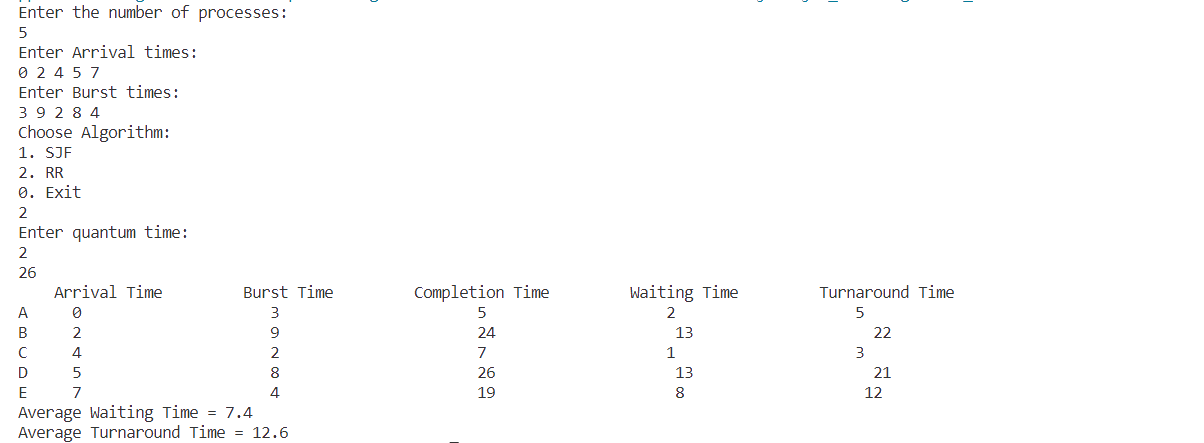 Enter the number of processes:
5
Enter Arrival times:
0 2 4 5 7
Enter Burst times:
3 9 2 8 4
Choose Algorithm:
1. SJF
2. RR
0. Exit
2
Enter quantum time:
2
26
Arrival Time Burst Time Completion Time Waiting Time Turnaround Time
A 0 3 5 2 5
B 2 9 24 13 22
C 4 2 7 1 3
D 5 8 26 13 21
E 7 4 19 8 12
Average Waiting Time = 7.4
Average Turnaround Time = 12.6